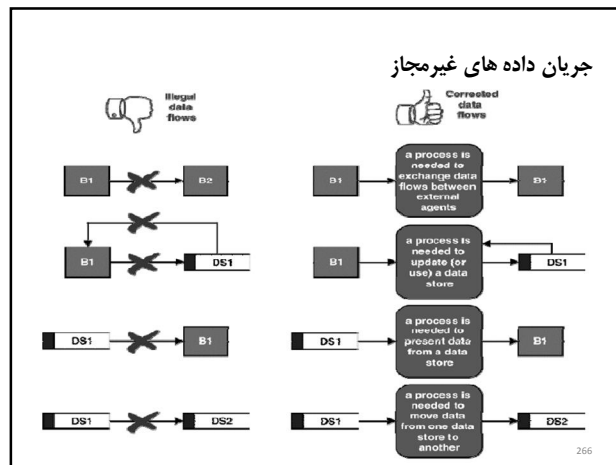 جریان داده های غیرمجاز
Illegal
data
flows
Corrected
data
flows
B1
B2
B1
a process is
needed to
exchange data
flows between
external
agents
B1
B1
DS1
B1
a process is
needed to
update (or
use) a data
store
DS1
DS1
B1
DS1
a process is
needed to
present data
from a data
store
B1
DS1
DS2
DS1
a process is
needed to
move data
from one data
store to
another
DS2
266